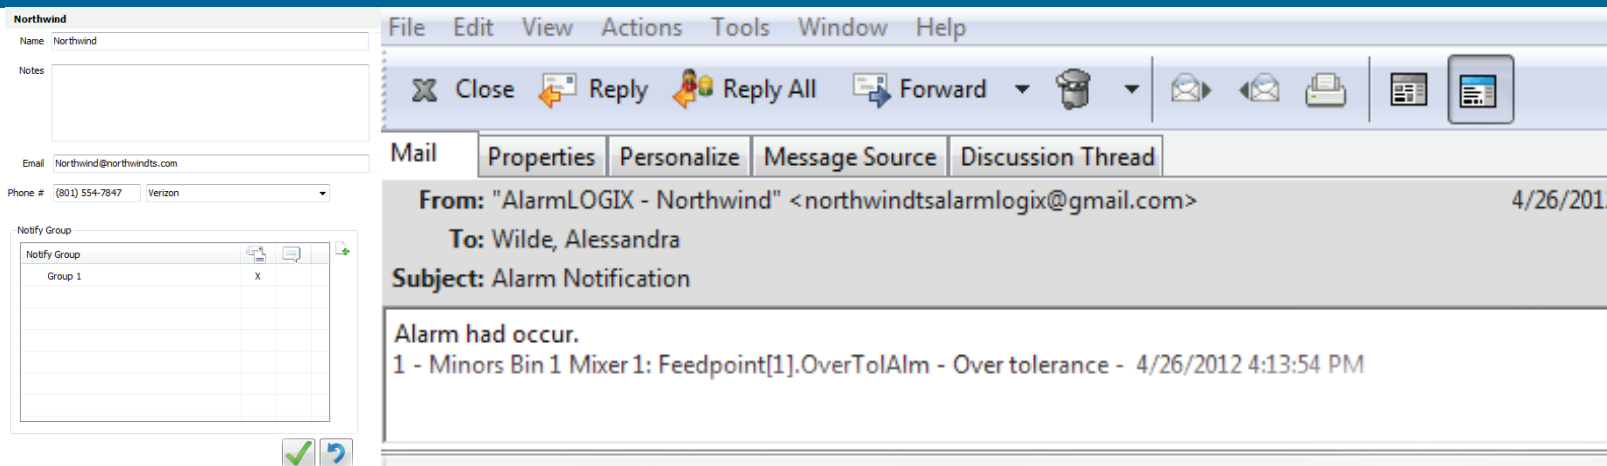 Northwind
Name Northwind
Notes
Email Northwind@northwindts.com
Phone # (801) 554-7847 Verizon
Notify Group
Notify Group
Group 1 X
File Edit View Actions Tools Window Help
Close Reply Reply All Forward
Mail Properties Personalize Message Source Discussion Thread
From: "AlarmLOGIX - Northwind" <northwindtsalarmlogix@gmail.com> 4/26/2012
To: Wilde, Alessandra
Subject: Alarm Notification
Alarm had occur.
1 - Minors Bin 1 Mixer 1: Feedpoint[1].OverTolAlm - Over tolerance - 4/26/2012 4:13:54 PM